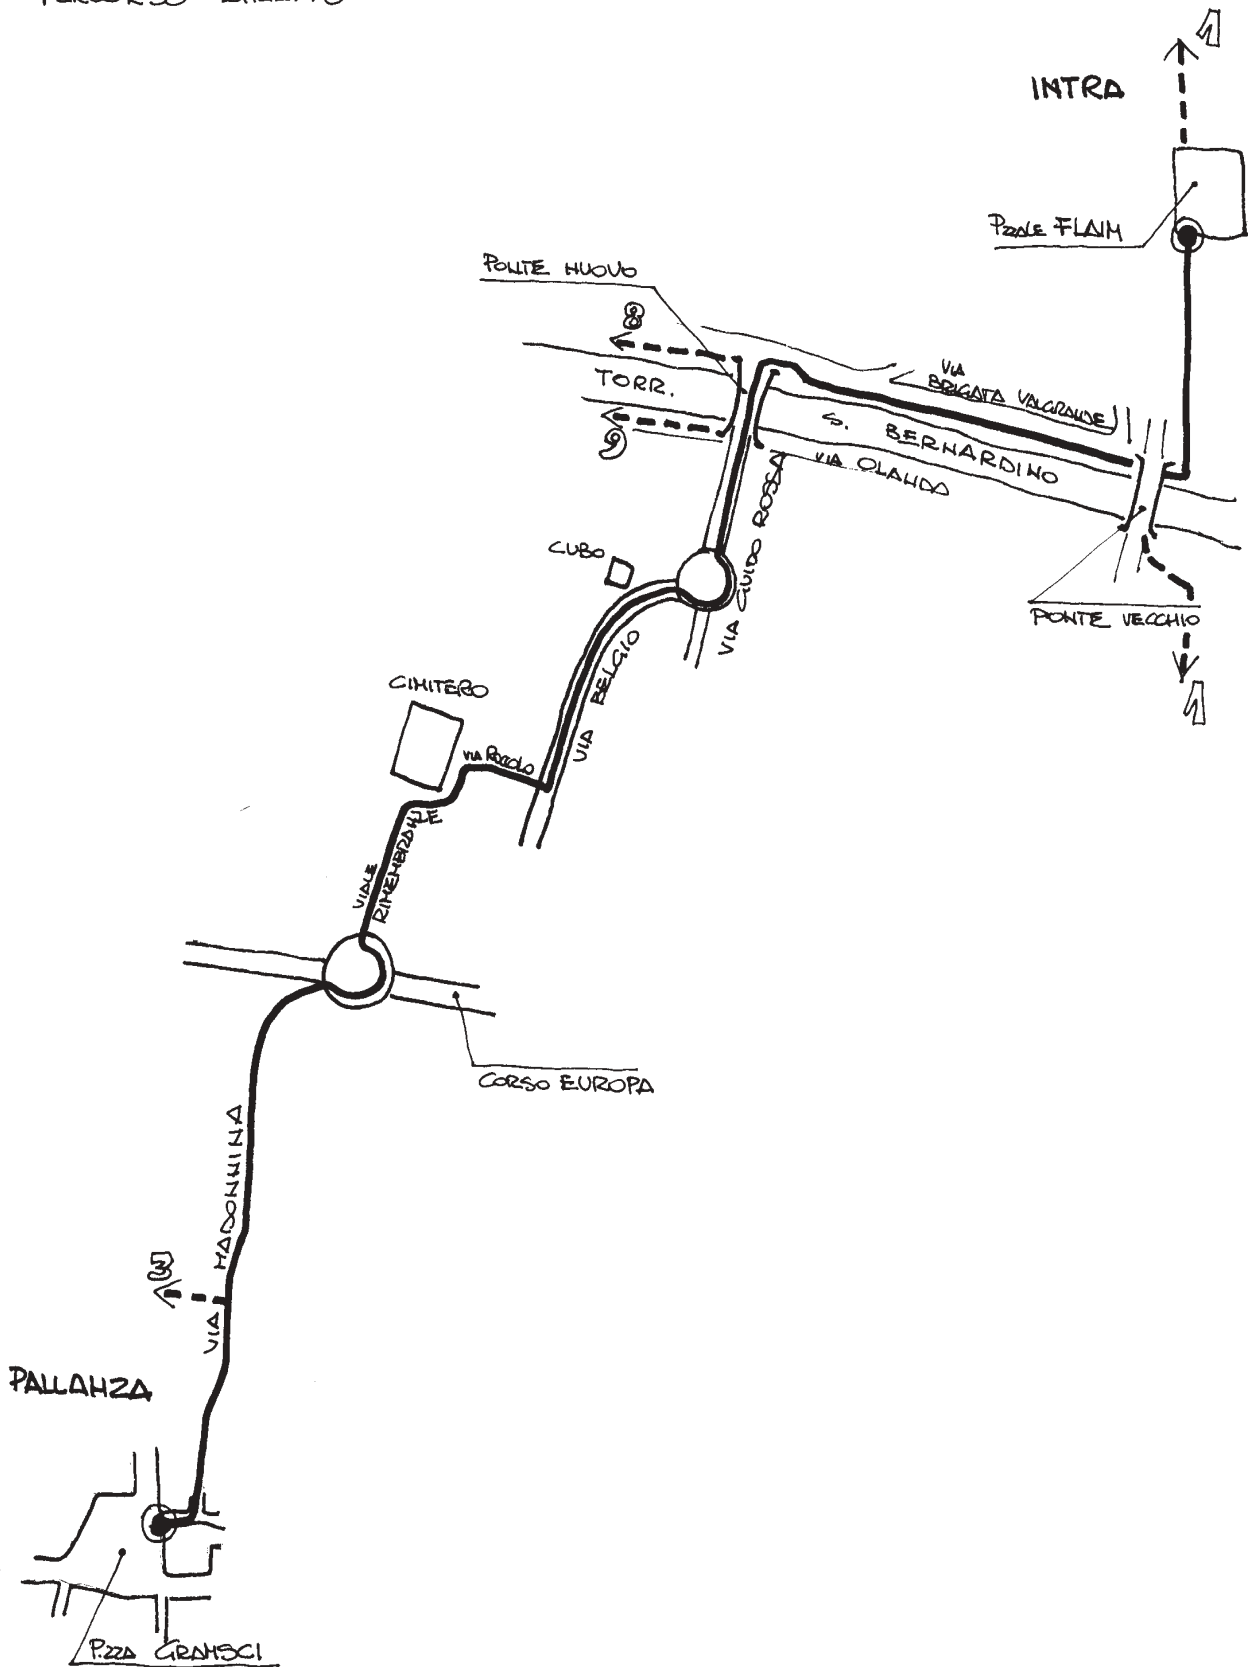 1
INTRA
P.zzale FLAIM
PONTE NUOVO
8
TORR.
VIA
BRIGATA VALGRANDE
9
S. BERNARDINO
VIA OLANDA
VIA GUIDO ROSSA
CUBO
PONTE VECCHIO
1
VIA BELGIO
CIMITERO
VIA ROCCOLO
VIALE
RIMEMBRANZE
CORSO EUROPA
VIA MADONNINA
3
PALLANZA
P.zza GRAMSCI